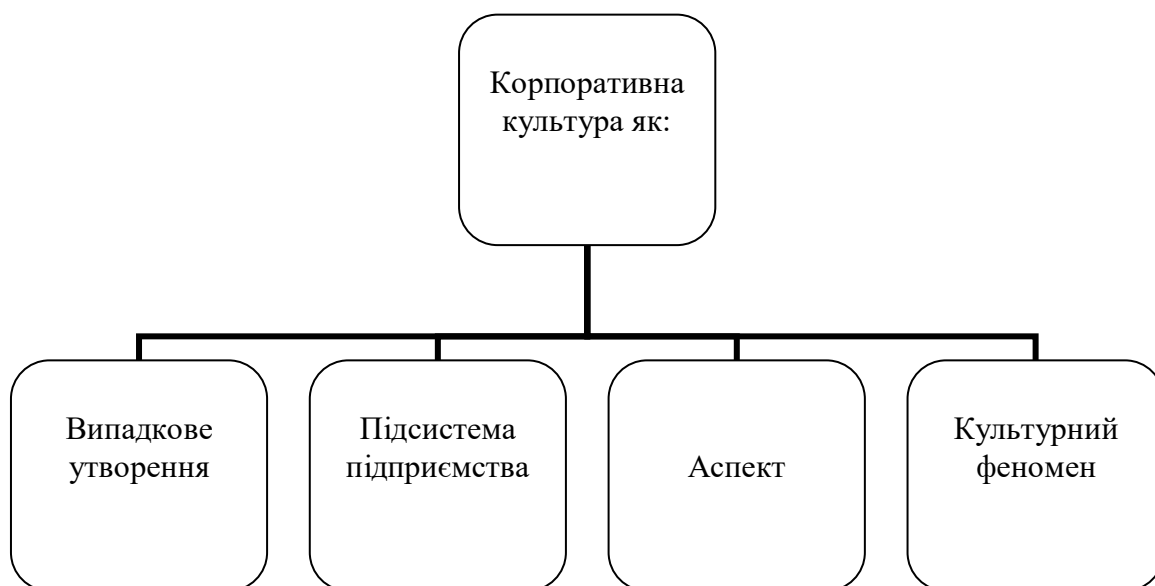 Корпоративна
культура як:
Випадкове
утворення
Підсистема
підприємства
Аспект
Культурний
феномен